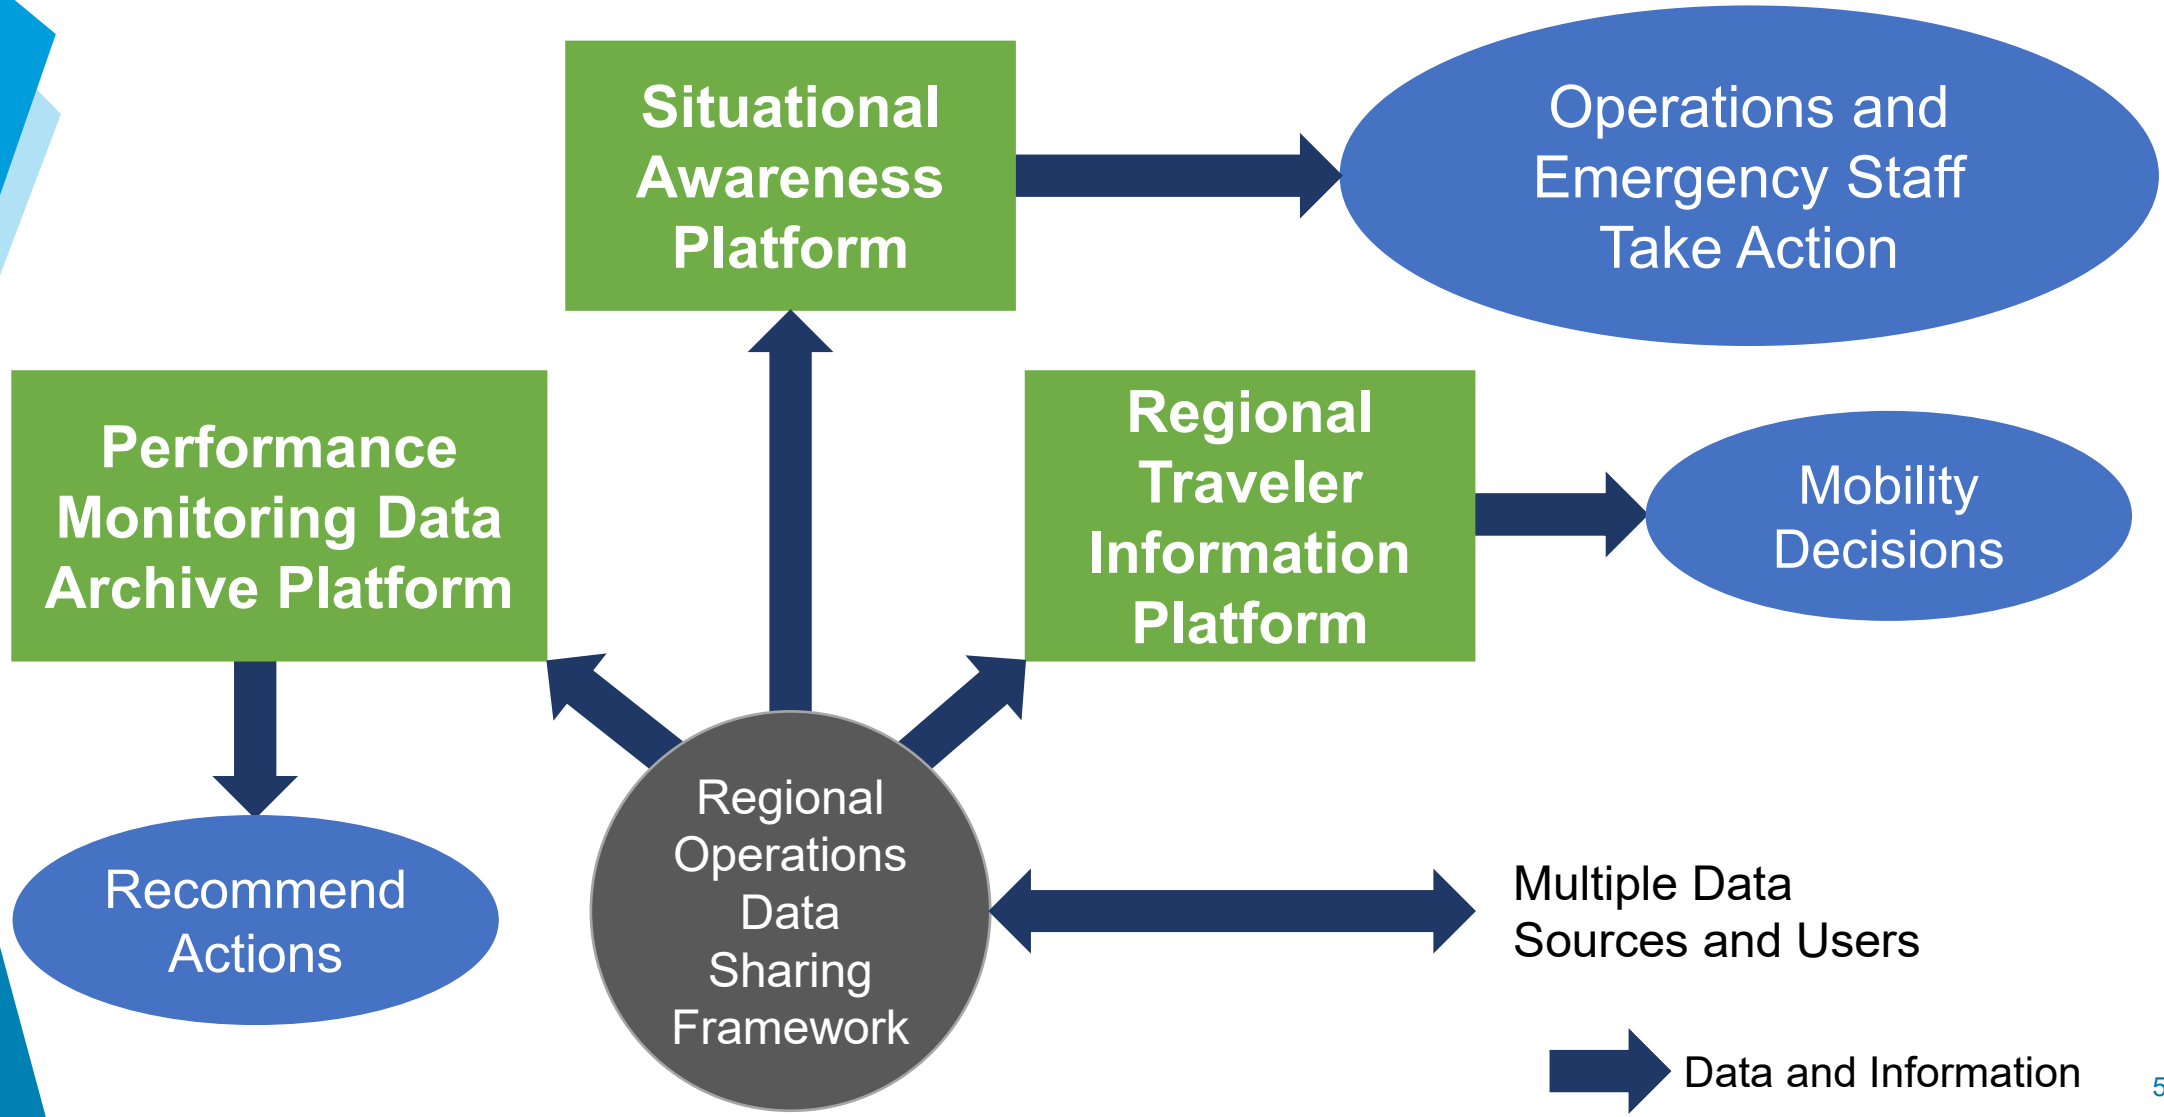 Situational
Awareness
Platform
Operations and
Emergency Staff
Take Action
Performance
Monitoring Data
Archive Platform
Regional
Traveler
Information
Platform
Mobility
Decisions
Recommend
Actions
Regional
Operations
Data
Sharing
Framework
Multiple Data
Sources and Users
Data and Information
5